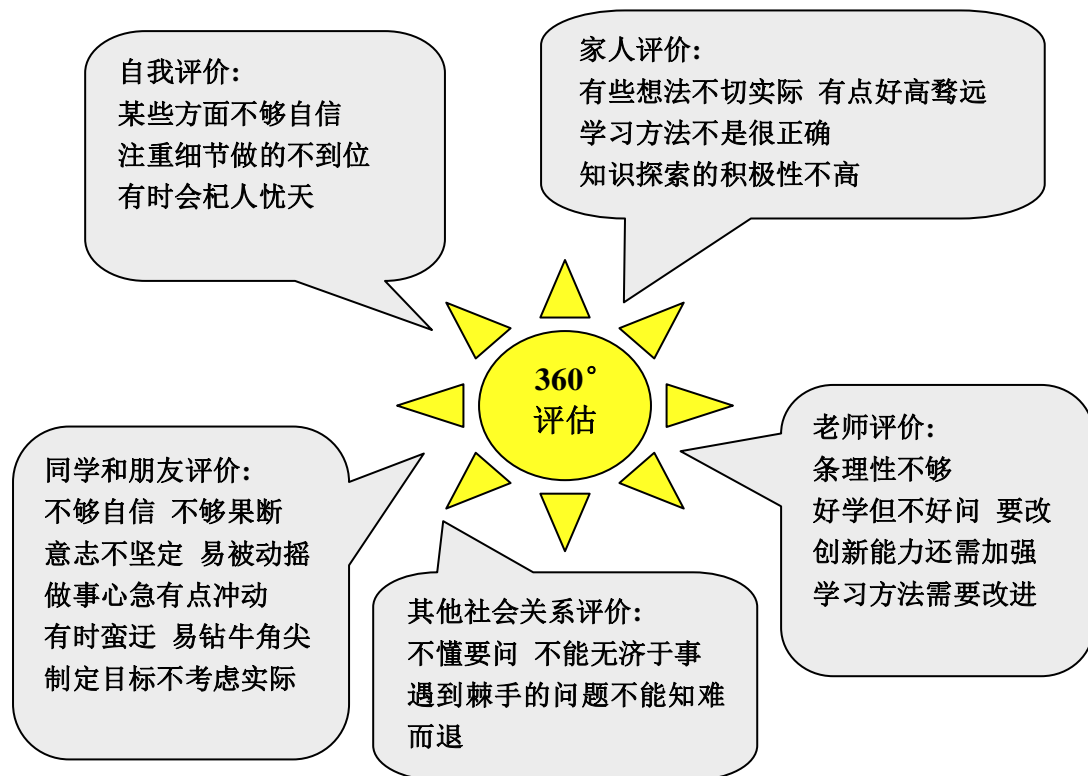 自我评价:
某些方面不够自信
注重细节做的不到位
有时会杞人忧天
家人评价:
有些想法不切实际 有点好高骛远
学习方法不是很正确
知识探索的积极性不高
360°
评估
老师评价:
条理性不够
好学但不好问 要改
创新能力还需加强
学习方法需要改进
同学和朋友评价:
不够自信 不够果断
意志不坚定 易被动摇
做事心急有点冲动
有时蛮迂 易钻牛角尖
制定目标不考虑实际
其他社会关系评价:
不懂要问 不能无济于事
遇到棘手的问题不能知难
而退